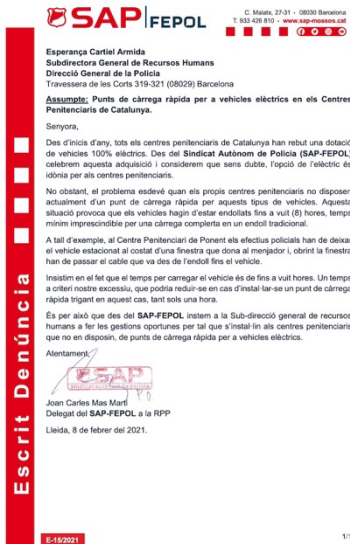 SAP FEPOL
C. Malats, 27-31 - 08030 Barcelona
T. 933 426 810 - www.sap-mossos.cat
Esperança Cartiel Armida
Subdirectora General de Recursos Humans
Direcció General de la Policia
Travessera de les Corts 319-321 (08029) Barcelona
Assumpte: Punts de càrrega ràpida per a vehicles elèctrics en els Centres
Penitenciaris de Catalunya.
Senyora,
Des d'inicis d'any, tots els centres penitenciaris de Catalunya han rebut una dotació
de vehicles 100% elèctrics. Des del Sindicat Autònom de Policia (SAP-FEPOL)
celebrem aquesta adquisició i considerem que sens dubte, l'opció de l'elèctric és
idònia per als centres penitenciaris.
No obstant, el problema esdevé quan els propis centres penitenciaris no disposen
actualment d'un punt de càrrega ràpida per aquests tipus de vehicles. Aquesta
situació provoca que els vehicles hagin d'estar endollats fins a vuit (8) hores, temps
mínim imprescindible per una càrrega completa en un endoll tradicional.
A tall d'exemple, al Centre Penitenciari de Ponent els efectius policials han de deixar
el vehicle estacionat al costat d'una finestra que dona al menjador i, obrint la finestra
han de passar el cable que va des de l'endoll fins el vehicle.
Insistim en el fet que el temps per carregar el vehicle és de fins a vuit hores. Un temps
a criteri nostre excessiu, que podria reduir-se en cas d'instal·lar-se un punt de càrrega
ràpida trigant en aquest cas, tant sols una hora.
És per això que des del SAP-FEPOL instem a la Sub-direcció general de recursos
humans a fer les gestions oportunes per tal que s'instal·lin als centres penitenciaris
que no en disposin, de punts de càrrega ràpida per a vehicles elèctrics.
Atentament,
SAP
P.O.
Joan Carles Mas Martí
Delegat del SAP-FEPOL a la RPP
Lleida, 8 de febrer del 2021.
Escrit Denúncia
E-15/2021
1/1